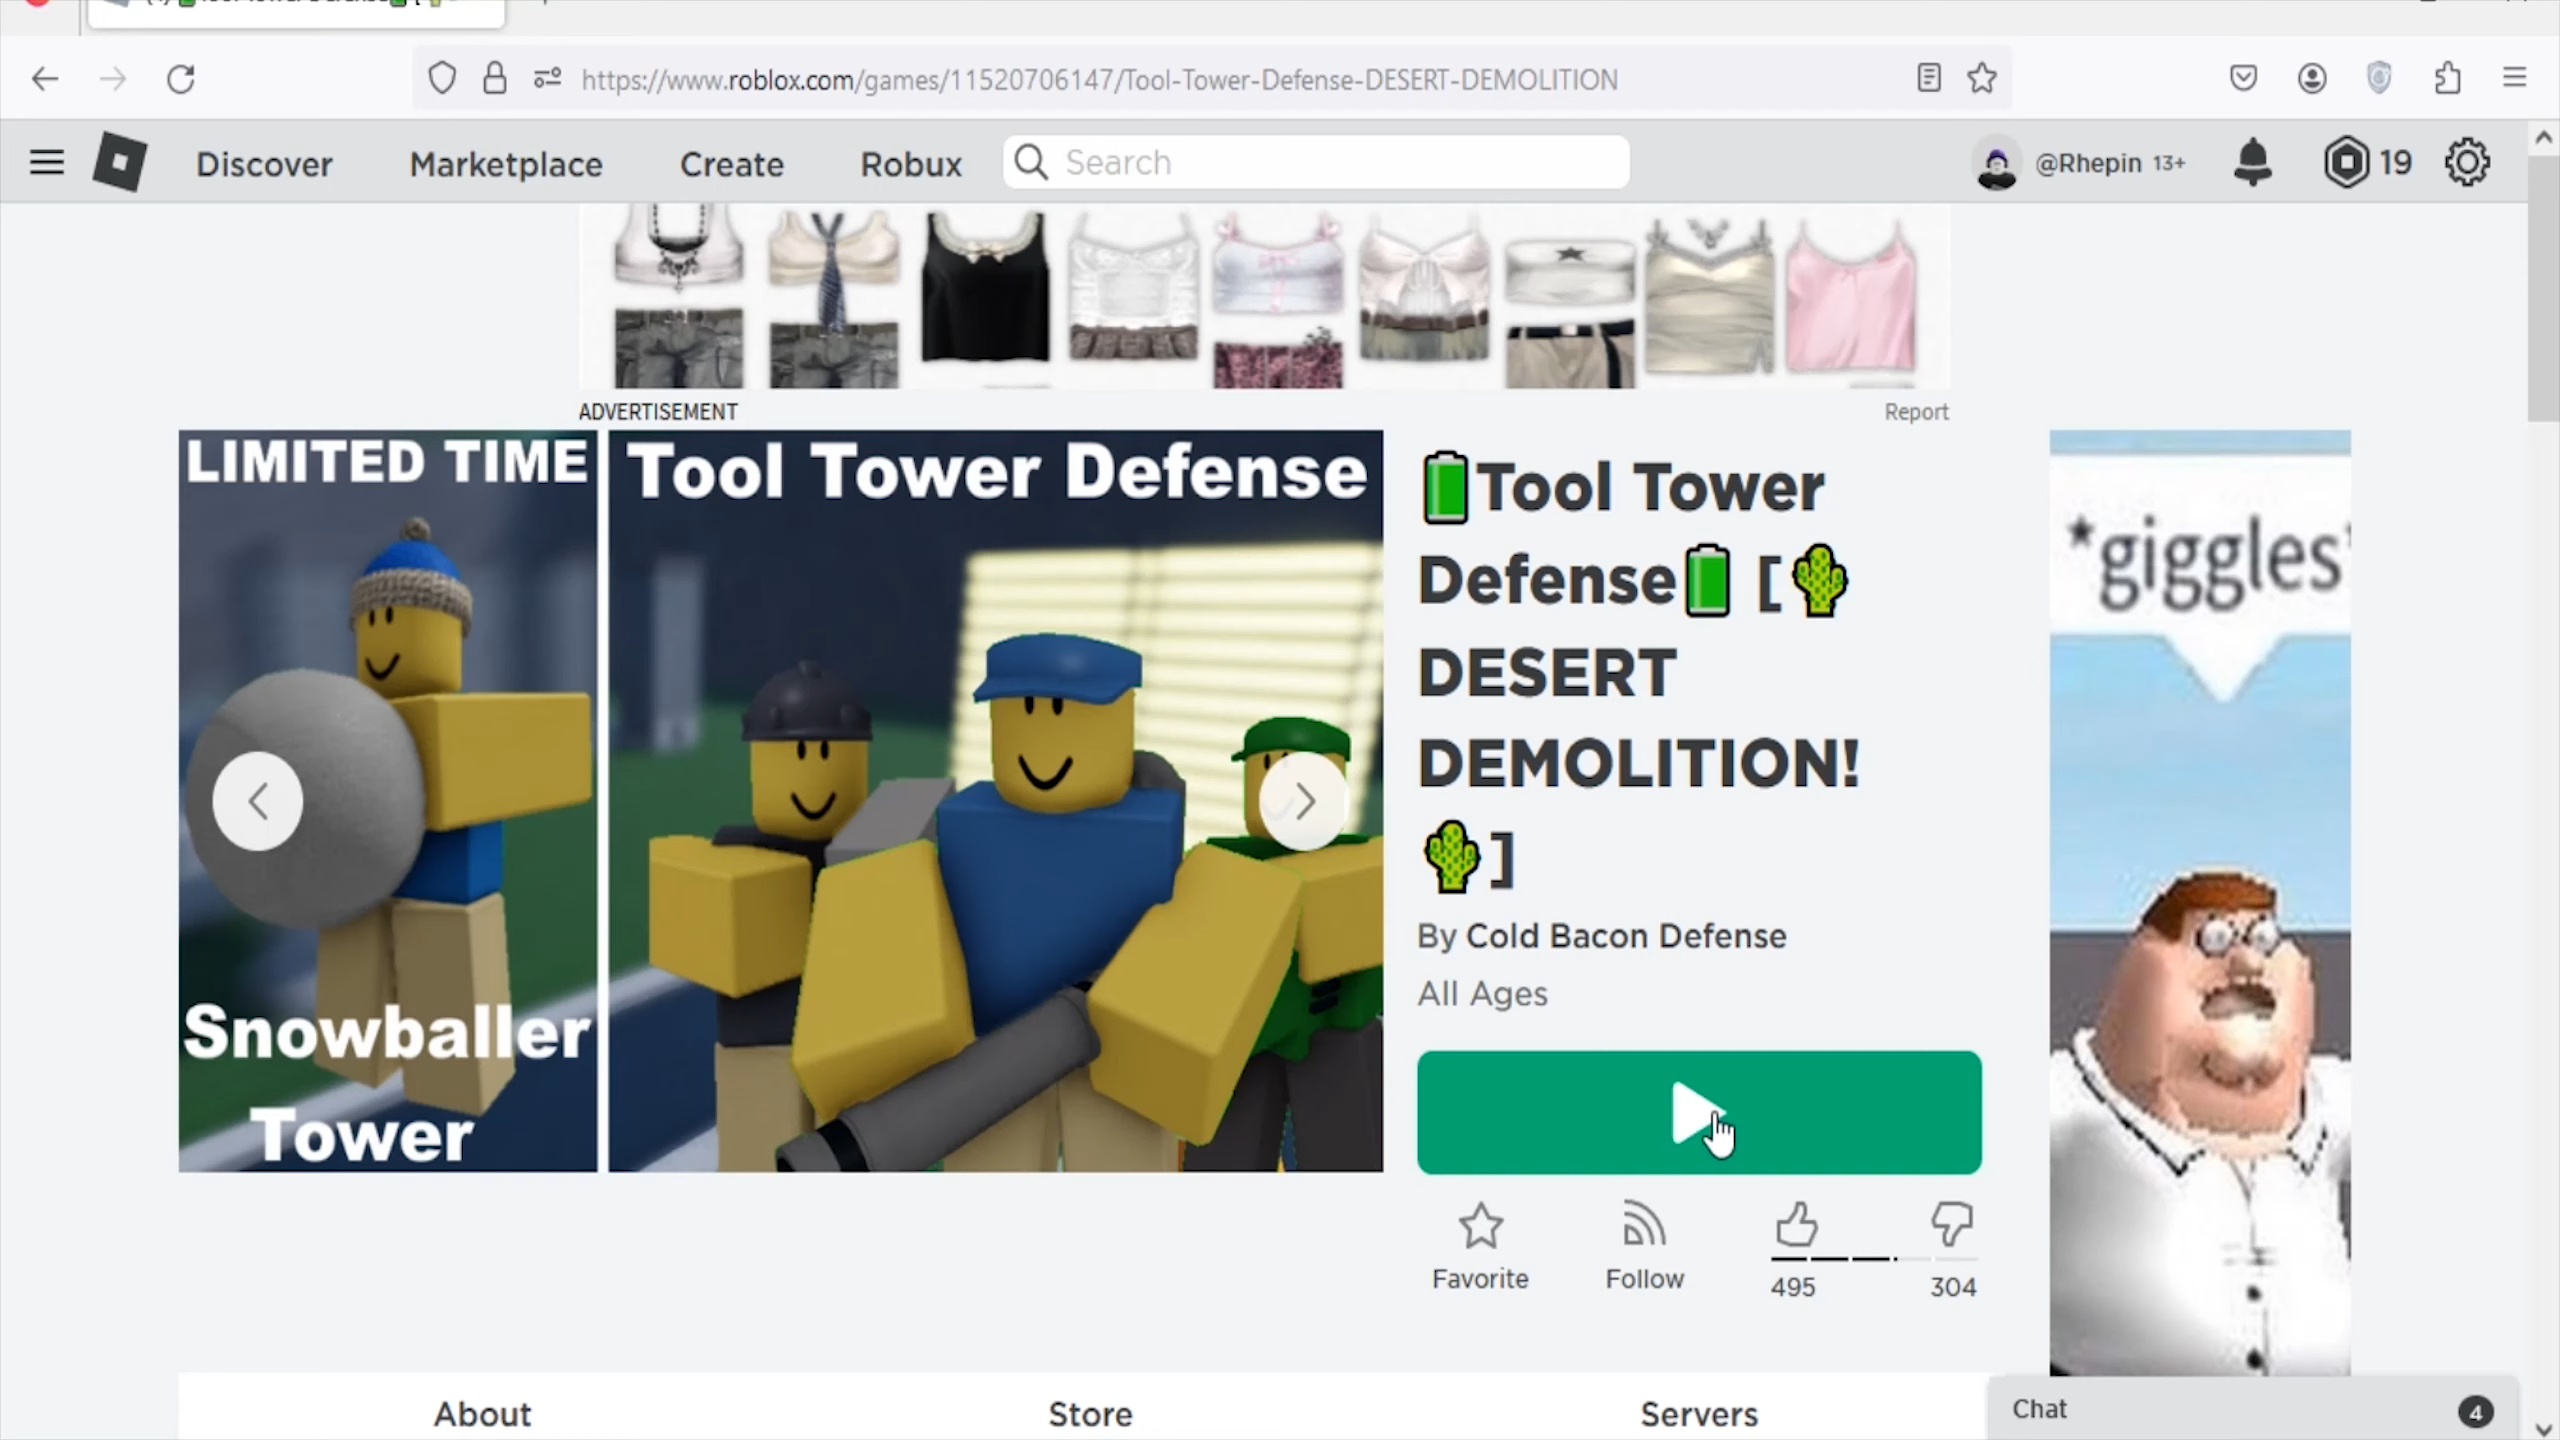 https://www.roblox.com/games/11520706147/Tool-Tower-Defense-DESERT-DEMOLITION
Discover
Marketplace
Create
Robux
Search
@Rhepin 13+
19
ADVERTISEMENT
Report
LIMITED TIME
Snowballer
Tower
Tool Tower Defense
Tool Tower
Defense [
DESERT
DEMOLITION!
]
By Cold Bacon Defense
All Ages
*giggles*
Favorite
Follow
495
304
About
Store
Servers
Chat
4